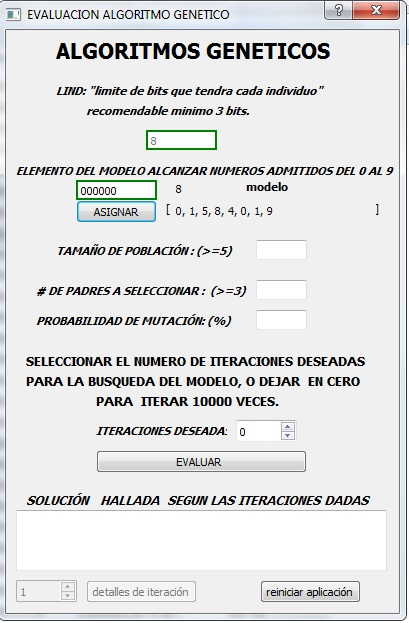 EVALUACION ALGORITMO GENETICO
ALGORITMOS GENETICOS
LIND: "limite de bits que tendra cada individuo"
recomendable minimo 3 bits.
8
ELEMENTO DEL MODELO ALCANZAR NUMEROS ADMITIDOS DEL 0 AL 9
000000 8 modelo
ASIGNAR [ 0, 1, 5, 8, 4, 0, 1, 9 ]
TAMAÑO DE POBLACIÓN : (>=5)
# DE PADRES A SELECCIONAR : (>=3)
PROBABILIDAD DE MUTACIÓN: (%)
SELECCIONAR EL NUMERO DE ITERACIONES DESEADAS
PARA LA BUSQUEDA DEL MODELO, O DEJAR EN CERO
PARA ITERAR 10000 VECES.
ITERACIONES DESEADA: 0
EVALUAR
SOLUCIÓN HALLADA SEGUN LAS ITERACIONES DADAS
1 detalles de iteración reiniciar aplicación